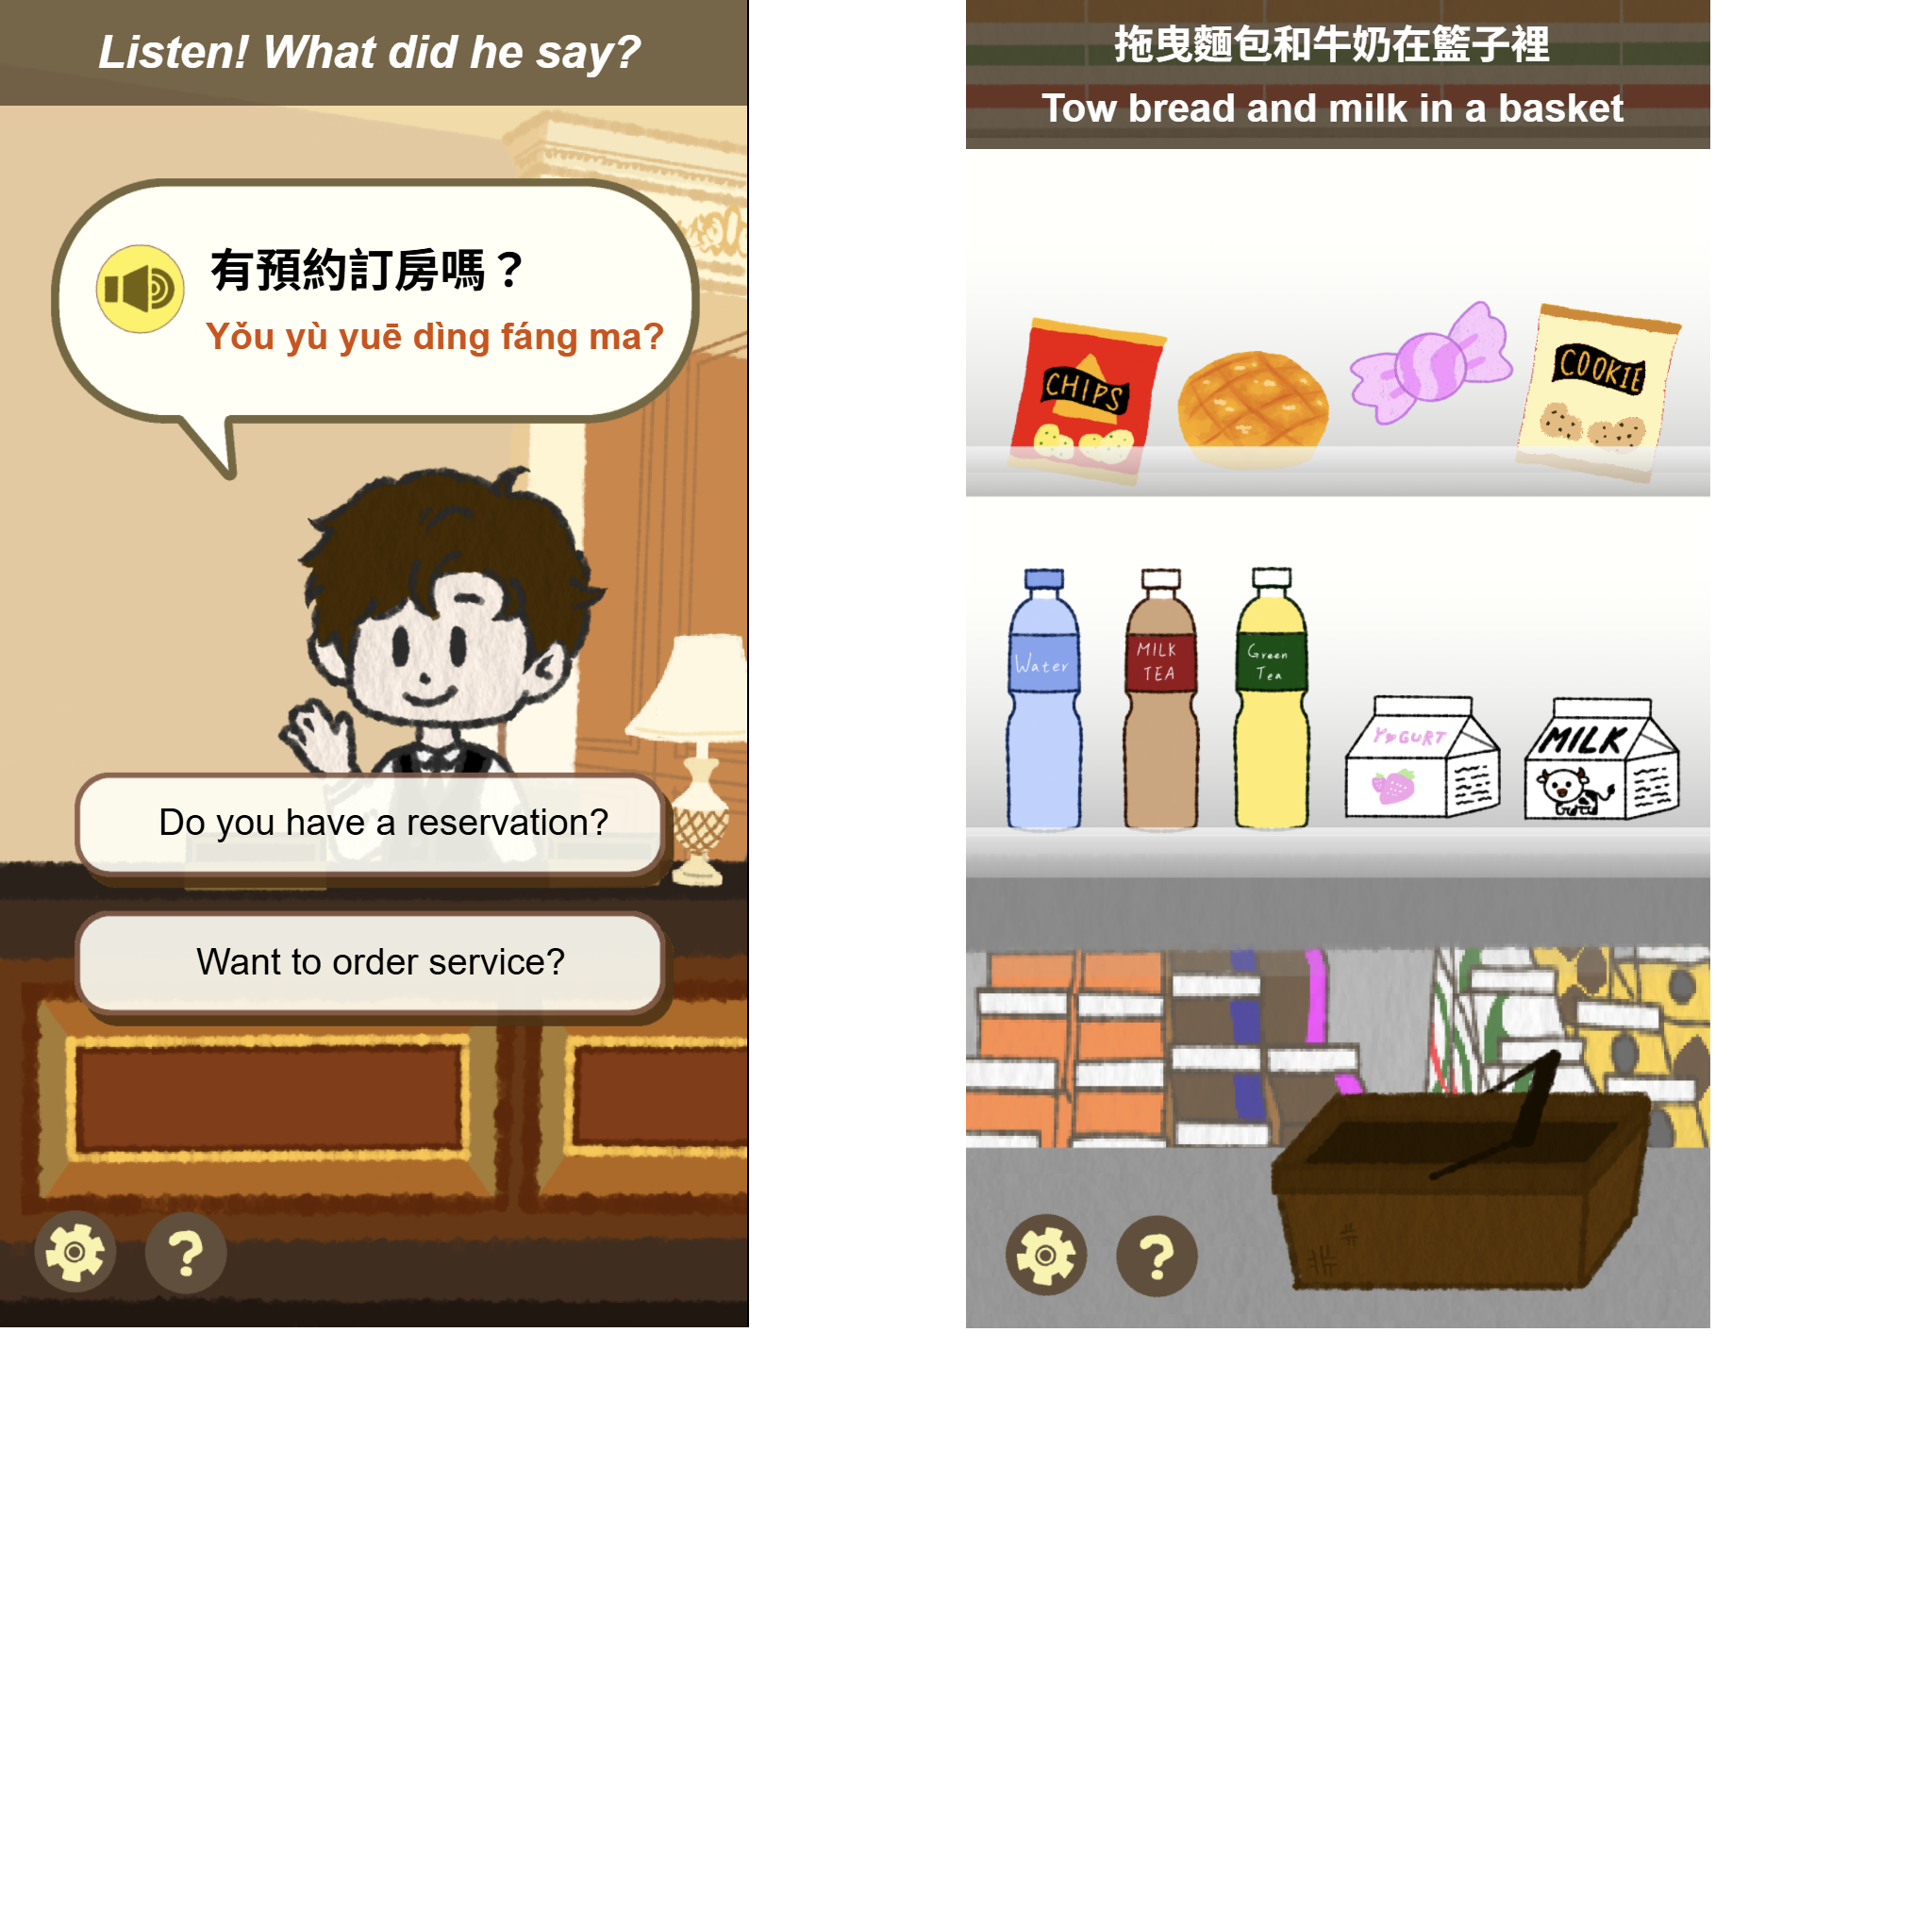 Listen! What did he say?
有預約訂房嗎？
Yǒu yù yuē dìng fáng ma?
Do you have a reservation?
Want to order service?
?
拖曳麵包和牛奶在籃子裡
Tow bread and milk in a basket
CHIPS
COOKIE
Water
MILK
TEA
Green
Tea
YOGURT
MILK
?